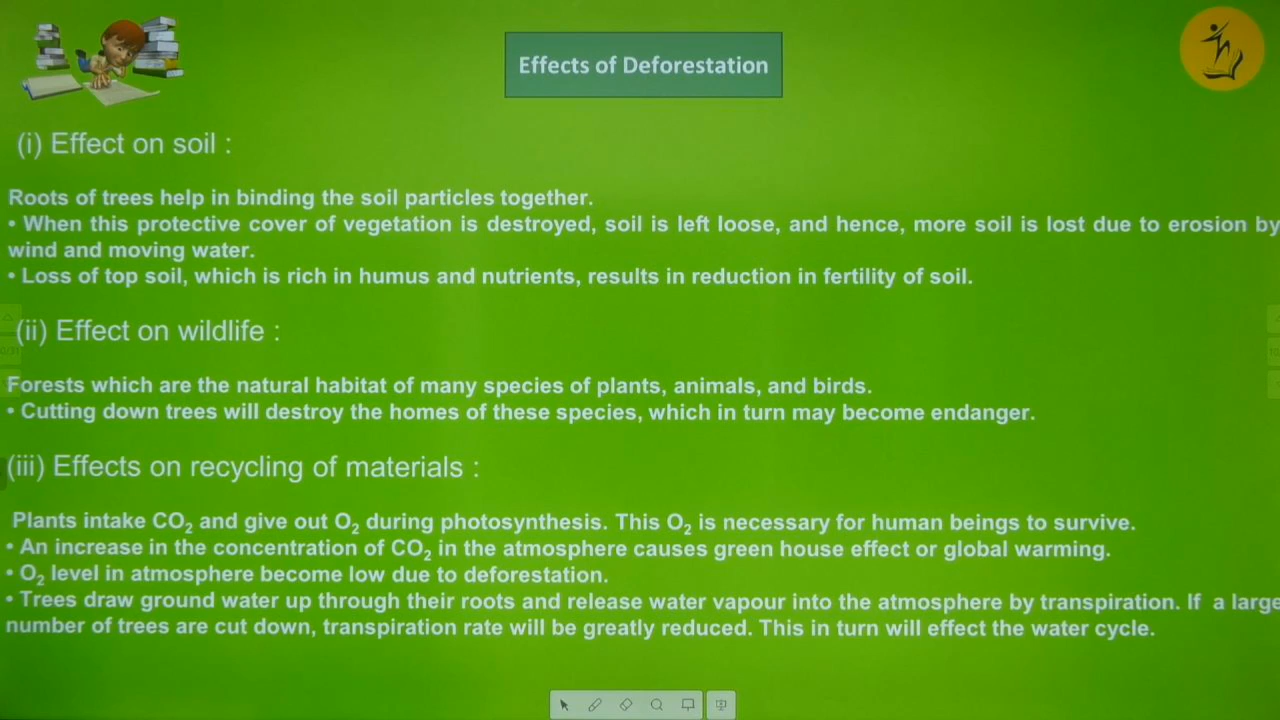 Effects of Deforestation
(i) Effect on soil :
Roots of trees help in binding the soil particles together.
• When this protective cover of vegetation is destroyed, soil is left loose, and hence, more soil is lost due to erosion by
wind and moving water.
• Loss of top soil, which is rich in humus and nutrients, results in reduction in fertility of soil.
(ii) Effect on wildlife :
Forests which are the natural habitat of many species of plants, animals, and birds.
• Cutting down trees will destroy the homes of these species, which in turn may become endanger.
(iii) Effects on recycling of materials :
Plants intake CO₂ and give out O₂ during photosynthesis. This O₂ is necessary for human beings to survive.
• An increase in the concentration of CO₂ in the atmosphere causes green house effect or global warming.
• O₂ level in atmosphere become low due to deforestation.
• Trees draw ground water up through their roots and release water vapour into the atmosphere by transpiration. If a large
number of trees are cut down, transpiration rate will be greatly reduced. This in turn will effect the water cycle.